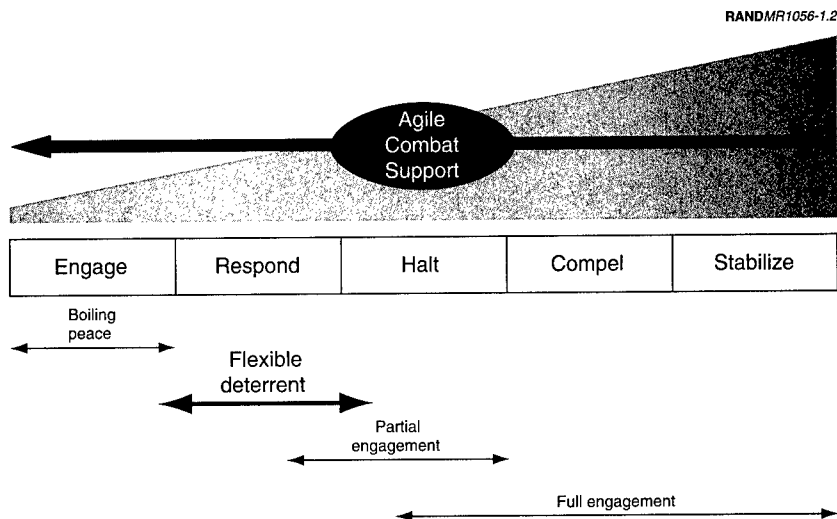 RANDMR1056-1.2
Agile
Combat
Support
Engage
Respond
Halt
Compel
Stabilize
Boiling
peace
Flexible
deterrent
Partial
engagement
Full engagement